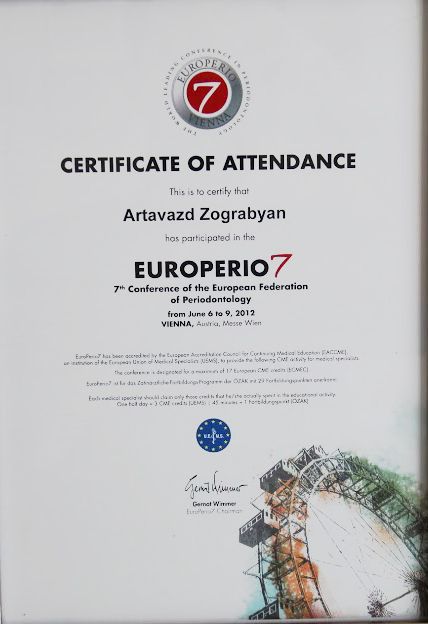 THE WORLD LEADING CONFERENCE IN PERIODONTOLOGY
EUROPERIO
7
VIENNA
CERTIFICATE OF ATTENDANCE
This is to certify that
Artavazd Zograbyan
has participated in the
EUROPERIO7
7th Conference of the European Federation
of Periodontology
from June 6 to 9, 2012
VIENNA, Austria, Messe Wien
EuroPerio7 has been accredited by the European Accreditation Council for Continuing Medical Education (EACCME),
an institution of the European Union of Medical Specialists (UEMS), to provide the following CME activity for medical specialists.
The conference is designated for a maximum of 17 European CME credits (ECMEC).
EuroPerio7 ist für das Zahnärztliche Fortbildungs-Programm der ÖZÄK mit 29 Fortbildungspunkten anerkannt.
Each medical specialist should claim only those credits that he/she actually spent in the educational activity.
One half day = 3 CME credits (UEMS) | 45 minutes = 1 Fortbildungspunkt (ÖZÄK)
U.E.M.S.
Gernot Wimmer
Gernot Wimmer
EuroPerio7 Chairman